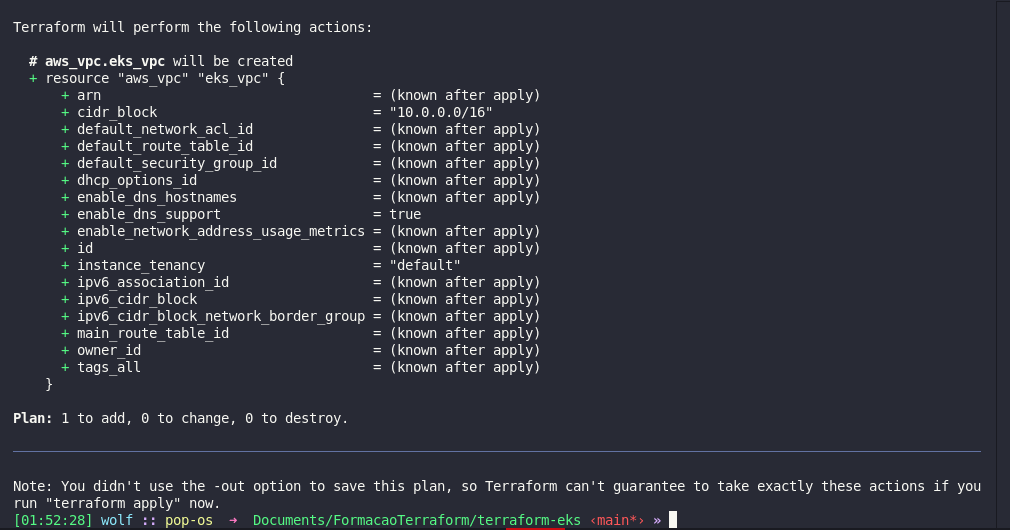 Terraform will perform the following actions:
# aws_vpc.eks_vpc will be created
+ resource "aws_vpc" "eks_vpc" {
+ arn = (known after apply)
+ cidr_block = "10.0.0.0/16"
+ default_network_acl_id = (known after apply)
+ default_route_table_id = (known after apply)
+ default_security_group_id = (known after apply)
+ dhcp_options_id = (known after apply)
+ enable_dns_hostnames = (known after apply)
+ enable_dns_support = true
+ enable_network_address_usage_metrics = (known after apply)
+ id = (known after apply)
+ instance_tenancy = "default"
+ ipv6_association_id = (known after apply)
+ ipv6_cidr_block = (known after apply)
+ ipv6_cidr_block_network_border_group = (known after apply)
+ main_route_table_id = (known after apply)
+ owner_id = (known after apply)
+ tags_all = (known after apply)
}
Plan: 1 to add, 0 to change, 0 to destroy.
Note: You didn't use the -out option to save this plan, so Terraform can't guarantee to take exactly these actions if you
run "terraform apply" now.
[01:52:28] wolf :: pop-os ➜ Documents/FormacaoTerraform/terraform-eks ‹main*› »